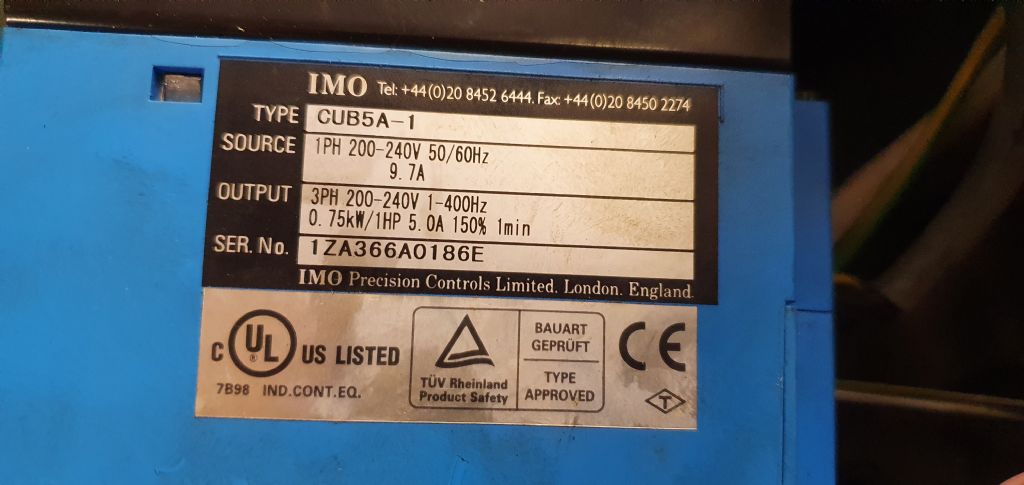 IMO Tel: +44(0)20 8452 6444. Fax: +44(0)20 8450 2274
TYPE CUB5A-1
SOURCE 1PH 200-240V 50/60Hz
9.7A
OUTPUT 3PH 200-240V 1-400Hz
0.75kW/1HP 5.0A 150% 1min
SER. No. 1ZA366A0186E
IMO Precision Controls Limited. London. England.
C UL ® US LISTED
7B98 IND.CONT.EQ.
TÜV Rheinland
Product Safety
BAUART
GEPRÜFT
TYPE
APPROVED
CE
T